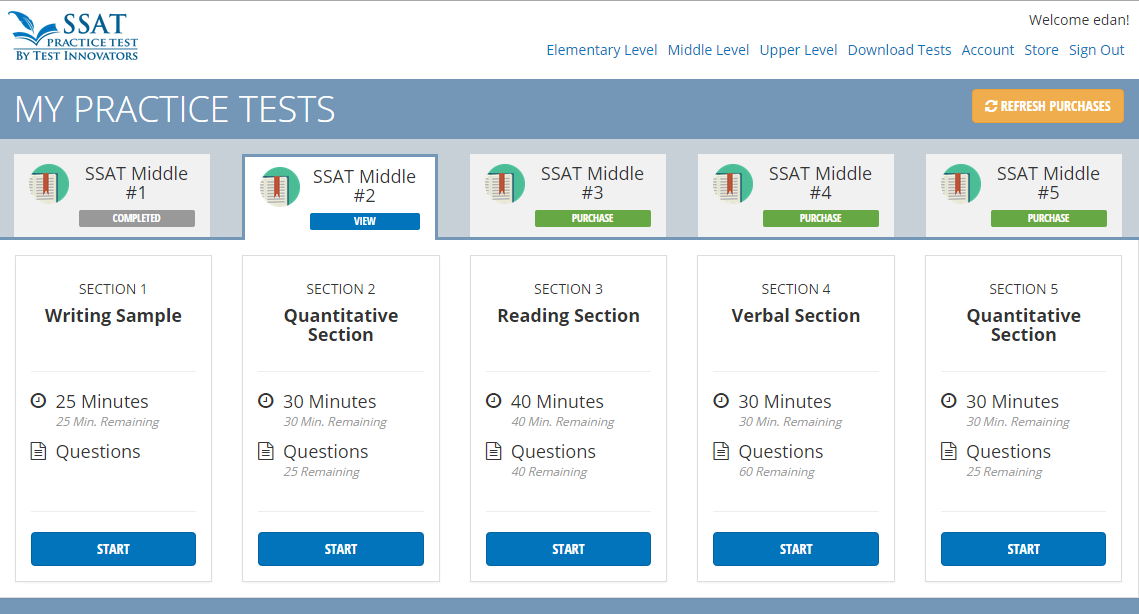 SSAT
PRACTICE TEST
BY TEST INNOVATORS
Welcome edan!
Elementary Level Middle Level Upper Level Download Tests Account Store Sign Out
MY PRACTICE TESTS
REFRESH PURCHASES
SSAT Middle
#1
COMPLETED
SSAT Middle
#2
VIEW
SSAT Middle
#3
PURCHASE
SSAT Middle
#4
PURCHASE
SSAT Middle
#5
PURCHASE
SECTION 1
Writing Sample
25 Minutes
25 Min. Remaining
Questions
START
SECTION 2
Quantitative
Section
30 Minutes
30 Min. Remaining
Questions
25 Remaining
START
SECTION 3
Reading Section
40 Minutes
40 Min. Remaining
Questions
40 Remaining
START
SECTION 4
Verbal Section
30 Minutes
30 Min. Remaining
Questions
60 Remaining
START
SECTION 5
Quantitative
Section
30 Minutes
30 Min. Remaining
Questions
25 Remaining
START